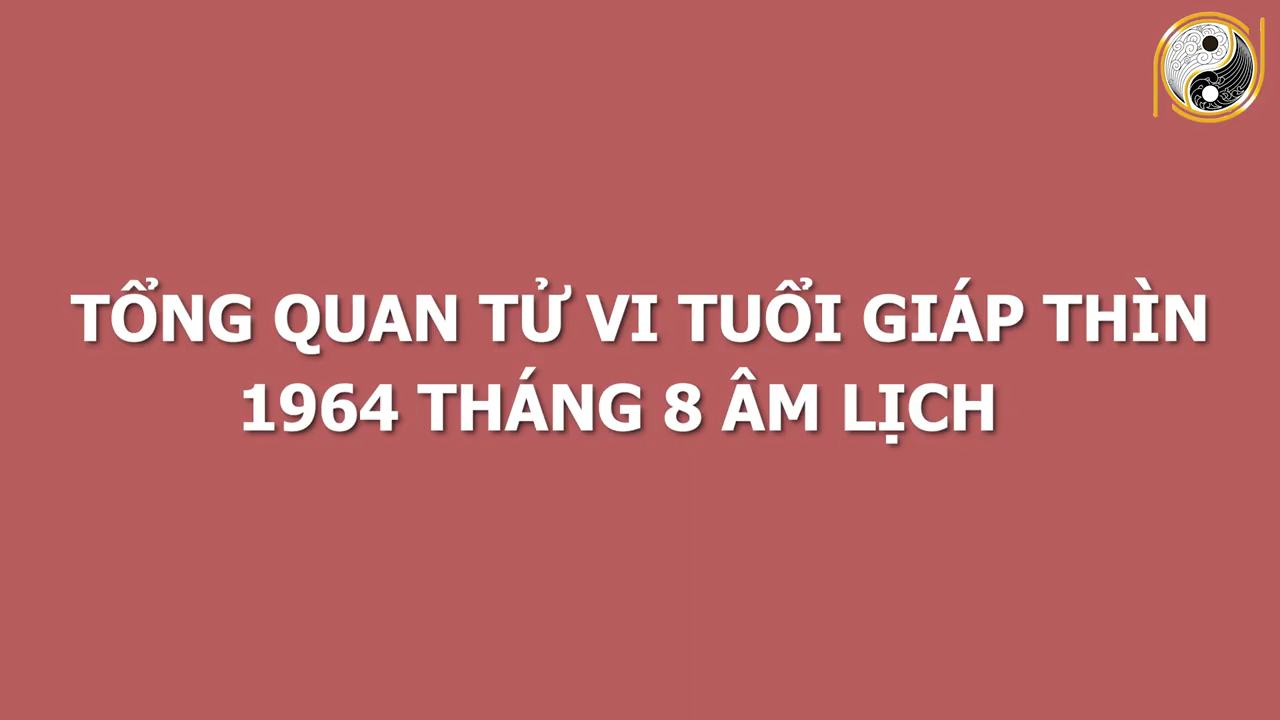 TỔNG QUAN TỬ VI TUỔI GIÁP THÌN
1964 THÁNG 8 ÂM LỊCH